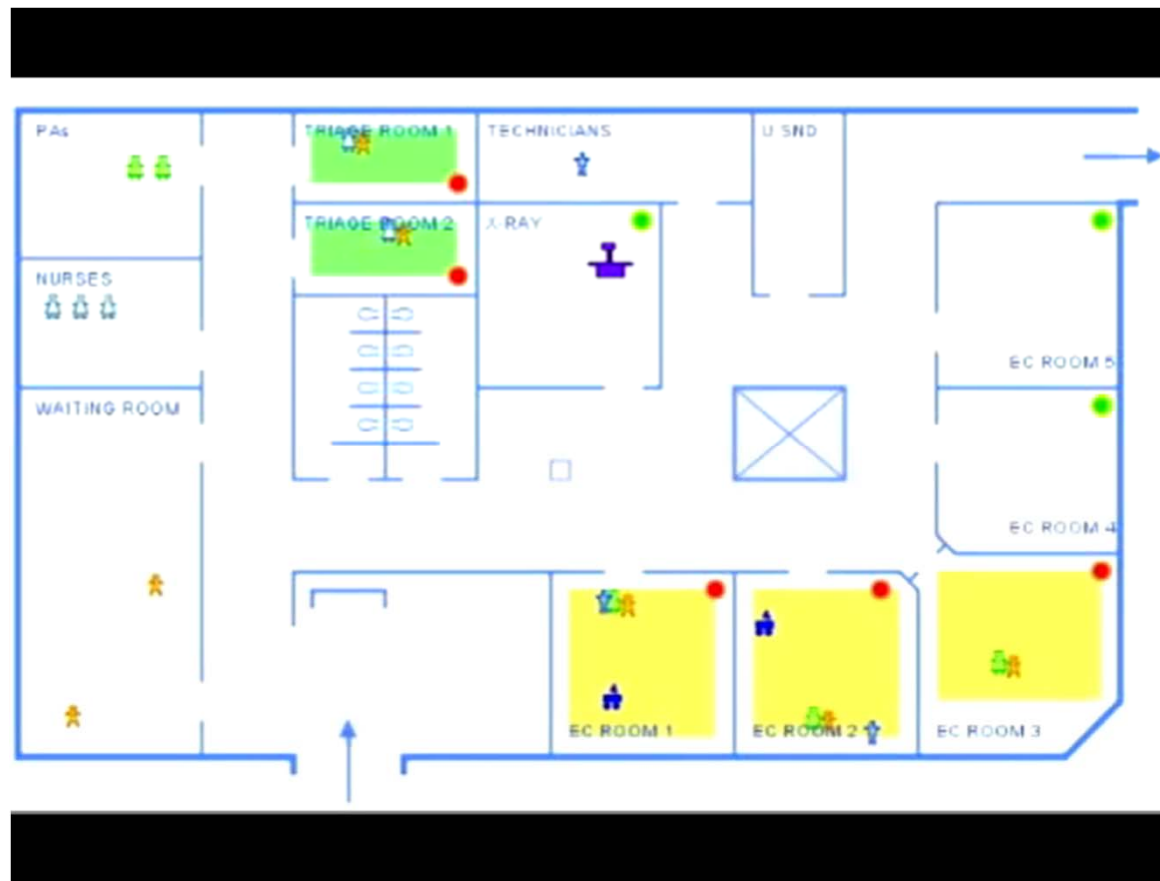 PAs
TRIAGE ROOM 1
TECHNICIANS
U SND
TRIAGE ROOM 2
X-RAY
NURSES
EC ROOM 5
WAITING ROOM
EC ROOM 4
EC ROOM 1
EC ROOM 2
EC ROOM 3